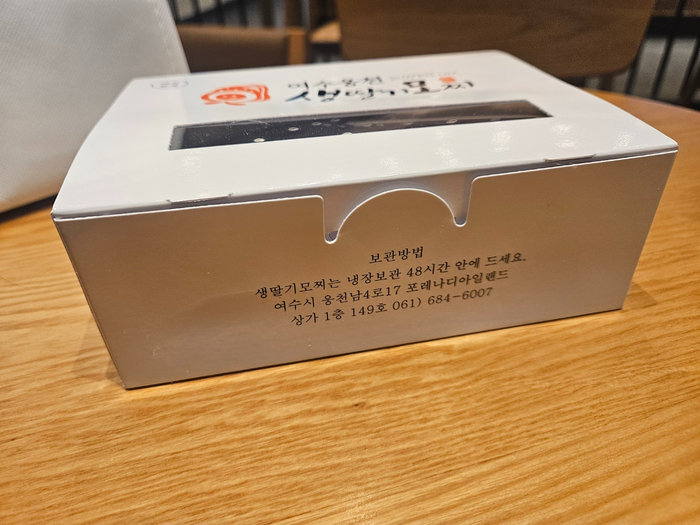 여수웅천
생딸기모찌
보관방법
생딸기모찌는 냉장보관 48시간 안에 드세요.
여수시 웅천남4로17 포레나디아일랜드
상가 1층 149호 061) 684-6007